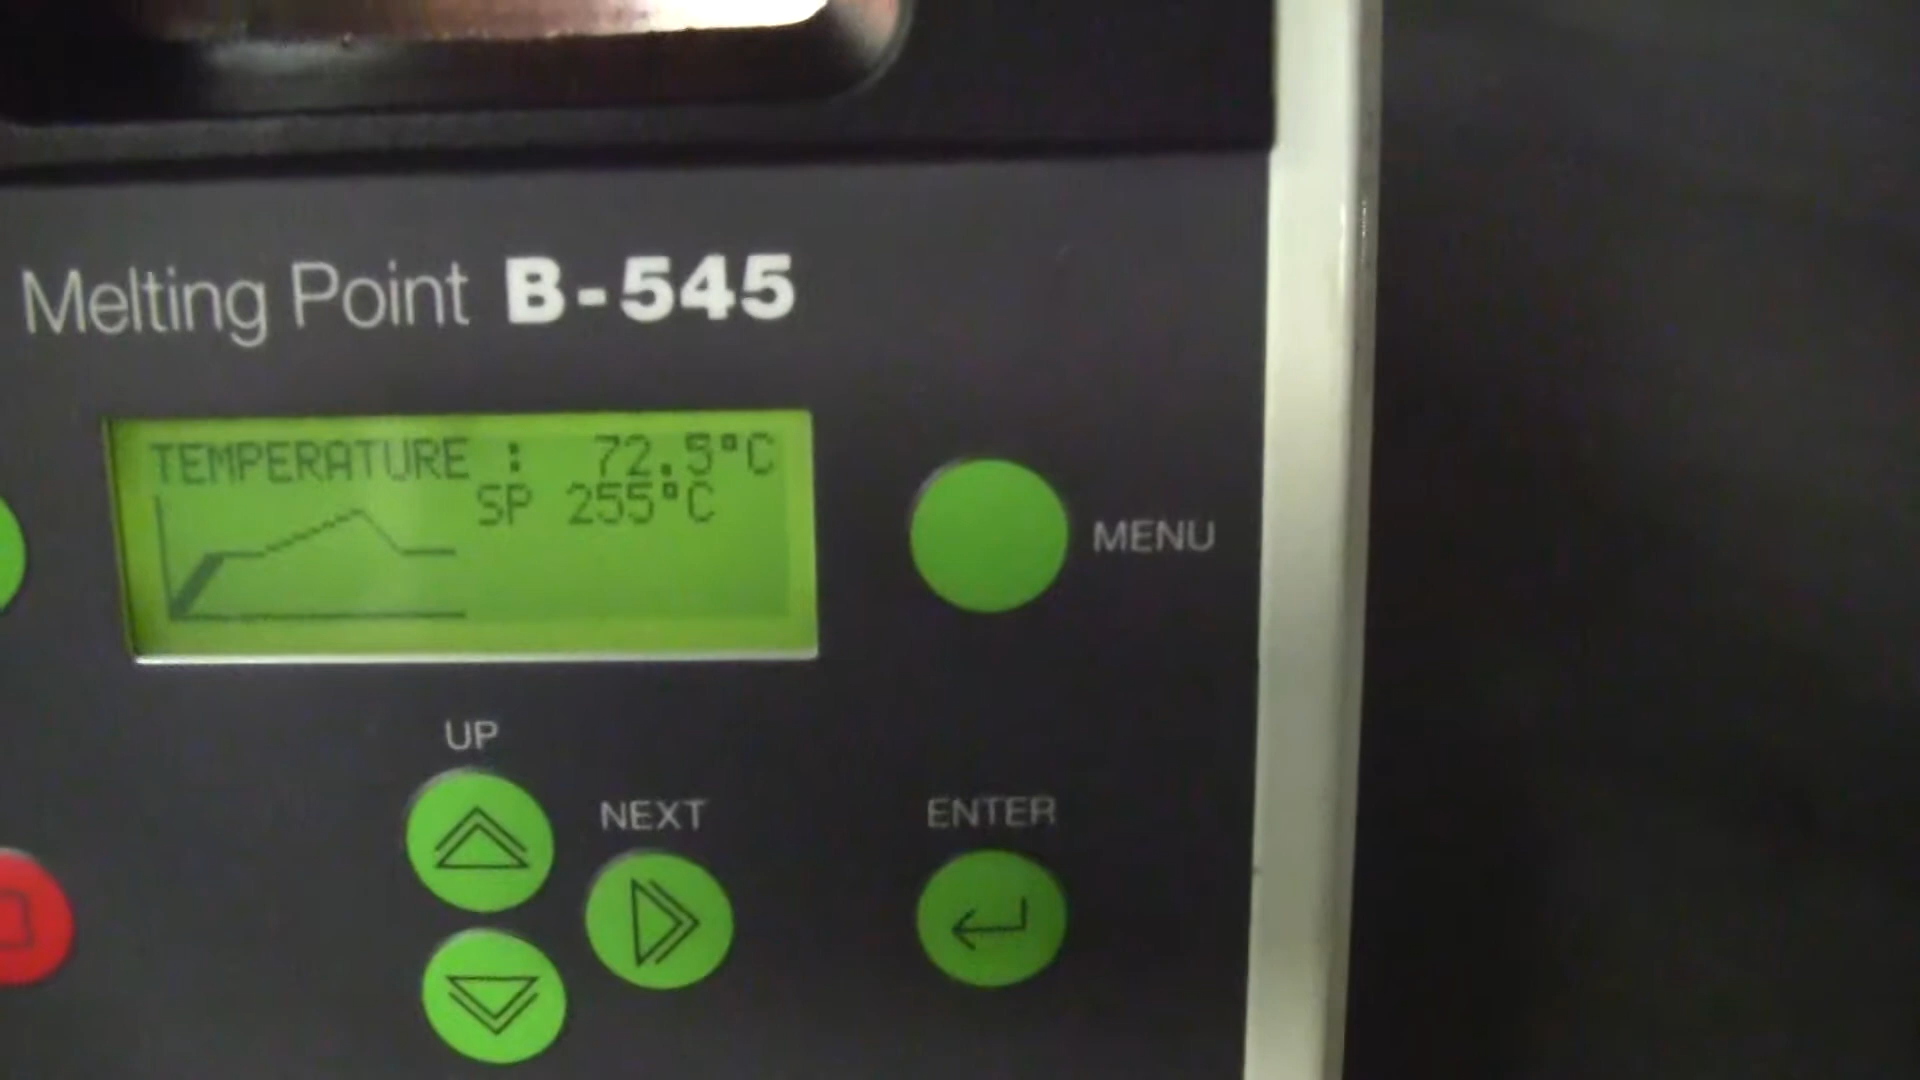 Melting Point B-545
TEMPERATURE : 72.5°C
SP 255°C
MENU
UP
NEXT
ENTER